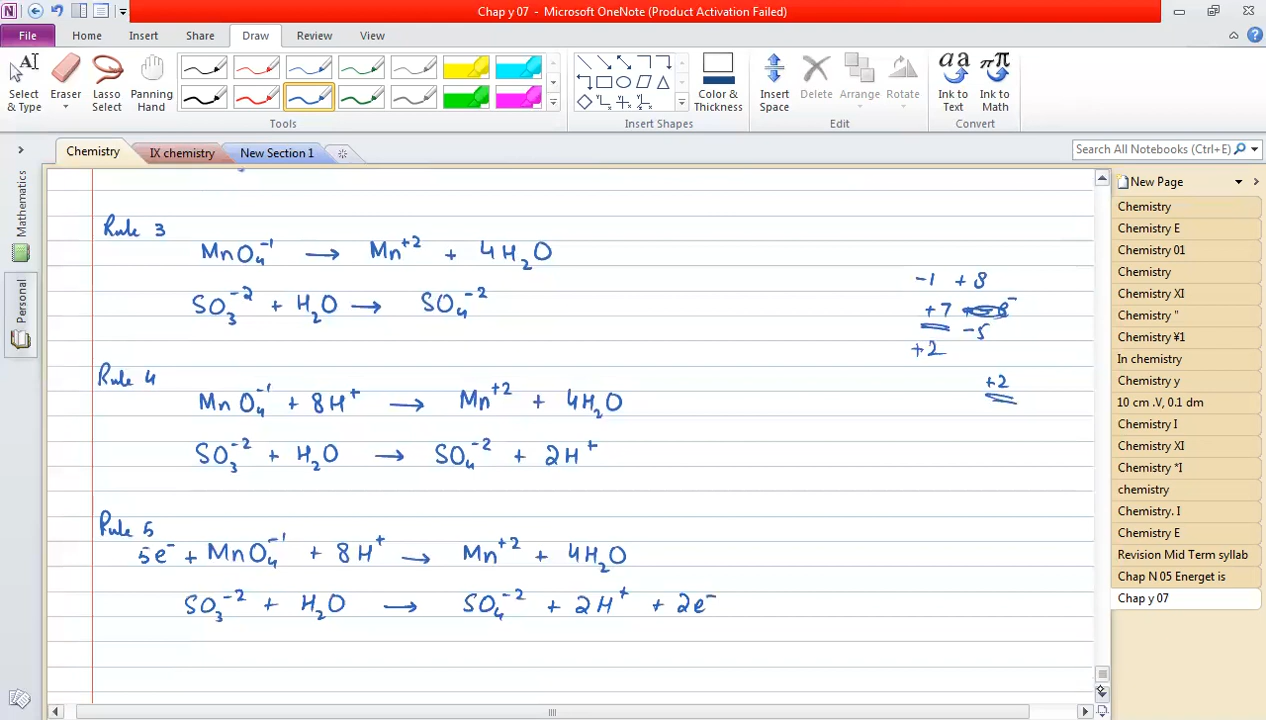 Chap y 07 - Microsoft OneNote (Product Activation Failed)
File Home Insert Share Draw Review View
Select & Type
Eraser
Lasso Select
Panning Hand
Color & Thickness
Insert Space
Delete
Arrange
Rotate
Ink to Text
Ink to Math
Tools
Insert Shapes
Edit
Convert
Chemistry
IX chemistry
New Section 1
Search All Notebooks (Ctrl+E)
Mathematics
Personal
Rule 3
MnO₄⁻¹ → Mn⁺² + 4H₂O
SO₃⁻² + H₂O → SO₄⁻²
-1 +8
+7
-5
+2
+2
Rule 4
MnO₄⁻¹ + 8H⁺ → Mn⁺² + 4H₂O
SO₃⁻² + H₂O → SO₄⁻² + 2H⁺
Rule 5
5e⁻ + MnO₄⁻¹ + 8H⁺ → Mn⁺² + 4H₂O
SO₃⁻² + H₂O → SO₄⁻² + 2H⁺ + 2e⁻
New Page
Chemistry
Chemistry E
Chemistry 01
Chemistry
Chemistry XI
Chemistry "
Chemistry ¥1
In chemistry
Chemistry y
10 cm .V, 0.1 dm
Chemistry I
Chemistry XI
Chemistry *I
chemistry
Chemistry. I
Chemistry E
Revision Mid Term syllab
Chap N 05 Energet is
Chap y 07